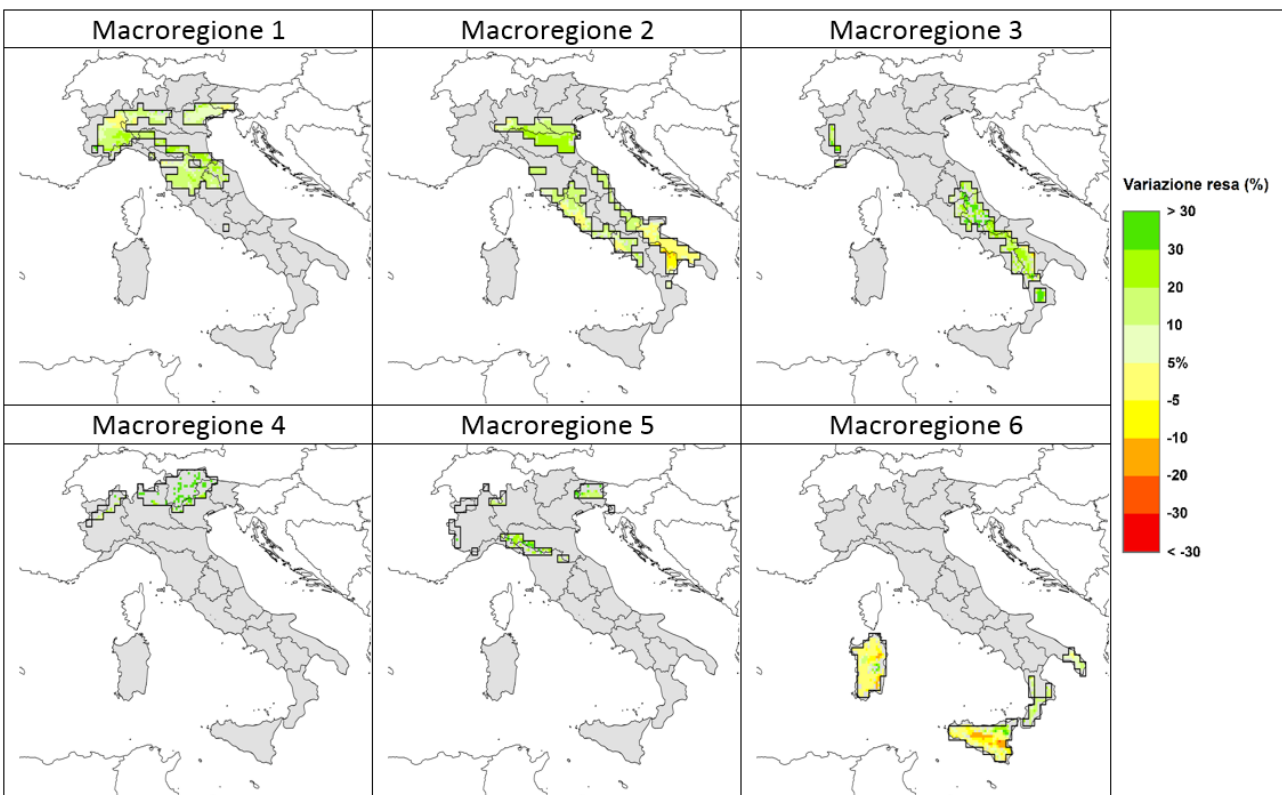 Macroregione 1
Macroregione 2
Macroregione 3
Variazione resa (%)
> 30
30
20
10
5%
-5
-10
-20
-30
< -30
Macroregione 4
Macroregione 5
Macroregione 6